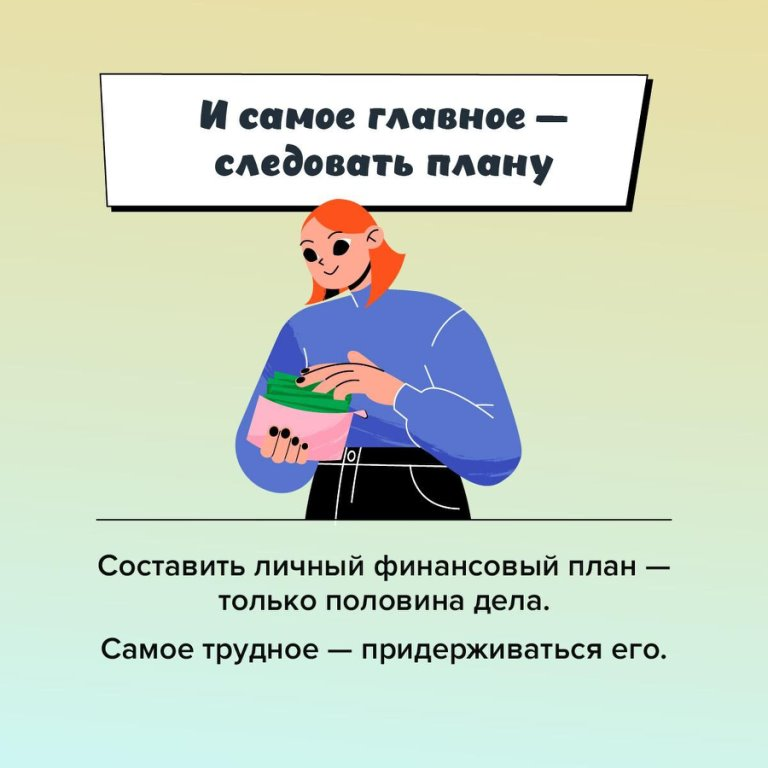 И самое главное —
следовать плану
Составить личный финансовый план —
только половина дела.
Самое трудное — придерживаться его.